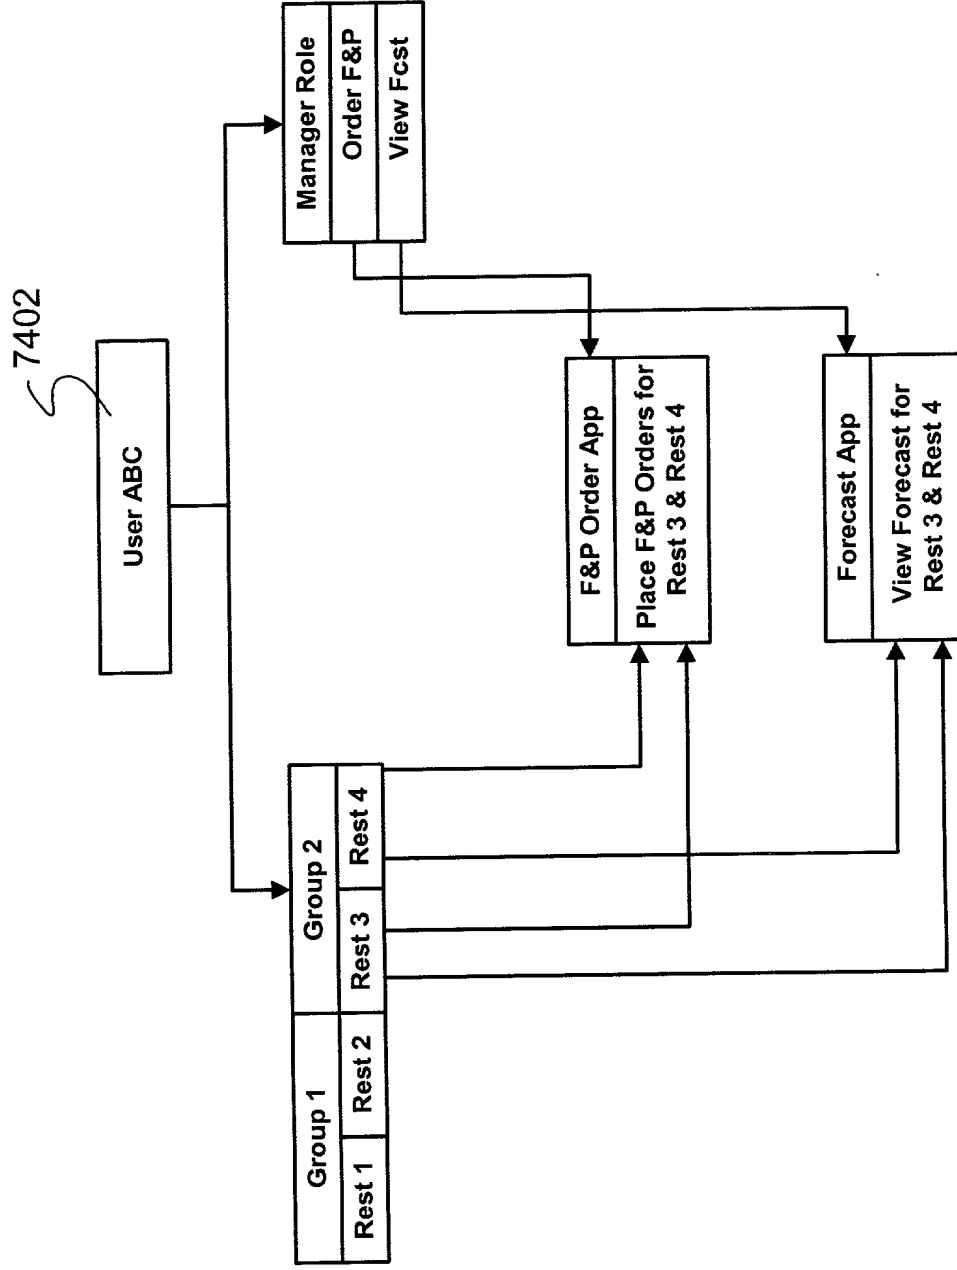 7402
User ABC
Group 1
Group 2
Rest 1
Rest 2
Rest 3
Rest 4
Manager Role
Order F&P
View Fcst
F&P Order App
Place F&P Orders for
Rest 3 & Rest 4
Forecast App
View Forecast for
Rest 3 & Rest 4